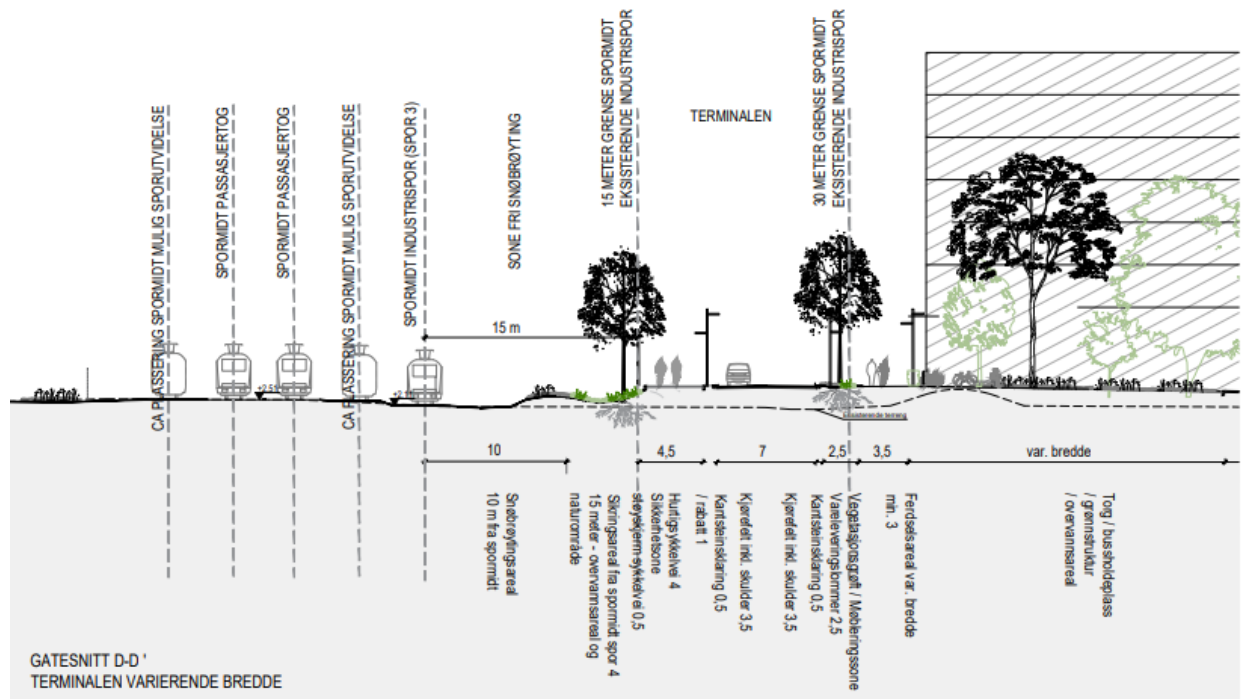 CA PLASSERING SPORMIDT MULIG SPORUTVIDELSE
SPORMIDT PASSASJERTOG
SPORMIDT PASSASJERTOG
CA PLASSERING SPORMIDT MULIG SPORUTVIDELSE
SPORMIDT INDUSTRISPOR (SPOR 3)
SONE FRI SNØBRØYTING
15 METER GRENSE SPORMIDT
EKSISTERENDE INDUSTRISPOR
TERMINALEN
30 METER GRENSE SPORMIDT
EKSISTERENDE INDUSTRISPOR
15 m
eksisterende terreng
10
4,5
7
2,5
3,5
var. bredde
Snøbrøytingsareal
10 m fra spormidt
Sikringsareal fra spormidt spor 4
15 meter - overvannsareal og
naturområde
Hurtigsykkelvei 4
Sikkerhetsone
støyskjerm-sykkelvei 0,5
Kantsteinsklaring 0,5
/ rabatt 1
Kjørefelt inkl. skulder 3,5
Kjørefelt inkl. skulder 3,5
Vegetasjonsgrøft / Møbleringssone
Vareleveringslommer 2,5
Kantsteinsklaring 0,5
Ferdselsareal var. bredde
min. 3
Torg / bussholdeplass
/ grønnstruktur
/ overvannsareal
GATESNITT D-D '
TERMINALEN VARIERENDE BREDDE